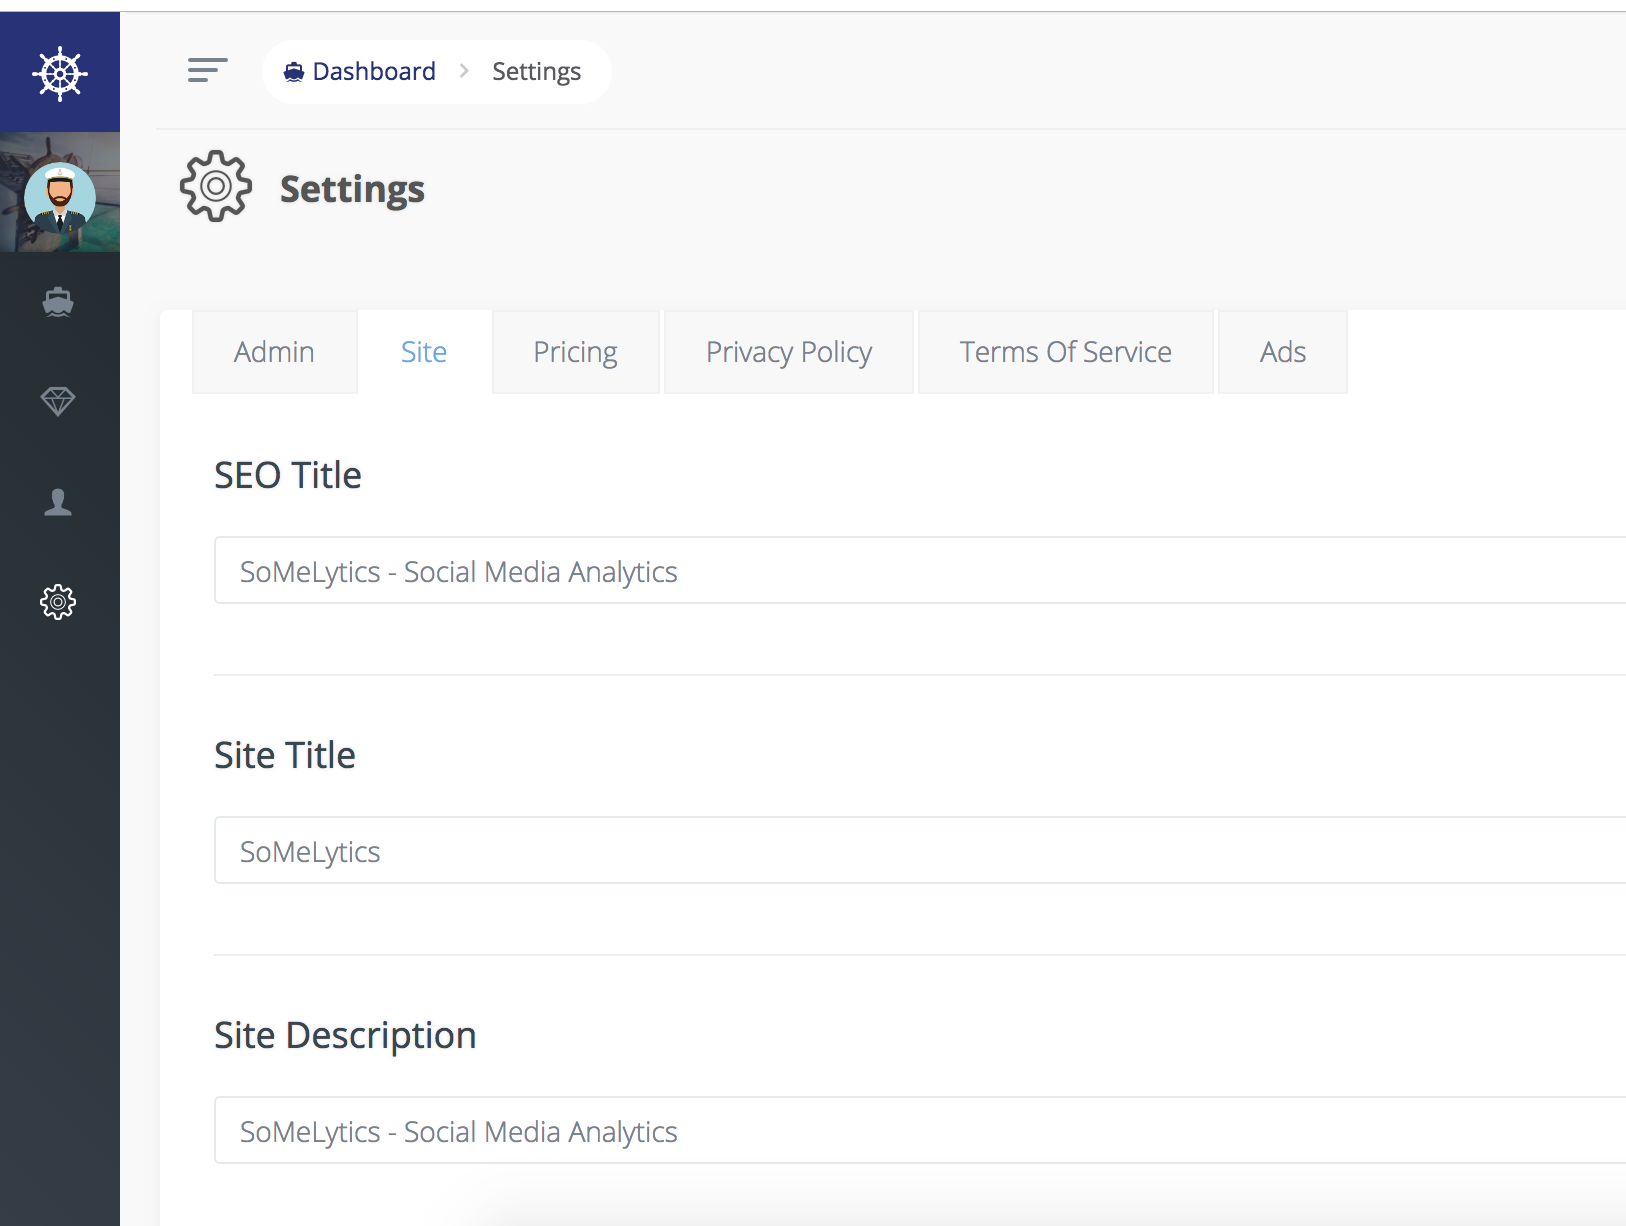 Dashboard > Settings
Settings
Admin Site Pricing Privacy Policy Terms Of Service Ads
SEO Title
SoMeLytics - Social Media Analytics
Site Title
SoMeLytics
Site Description
SoMeLytics - Social Media Analytics